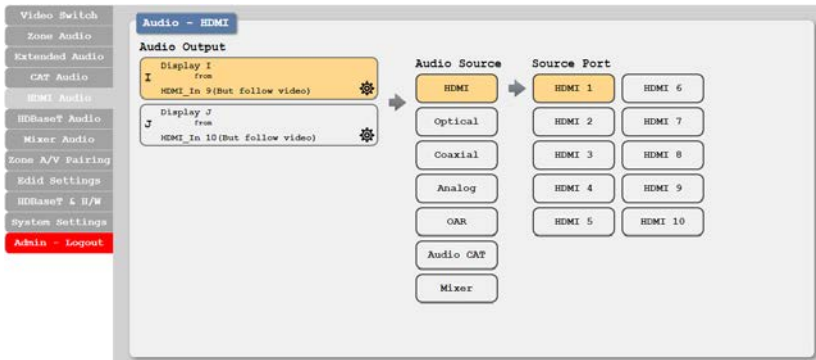 Video Switch
Zone Audio
Extended Audio
CAT Audio
HDMI Audio
HDBaseT Audio
Mixer Audio
Zone A/V Pairing
Edid Settings
HDBaseT & H/W
System Settings
Admin - Logout
Audio - HDMI
Audio Output
Display I
I from
HDMI_In 9(But follow video)
Display J
J from
HDMI_In 10(But follow video)
Audio Source
HDMI
Optical
Coaxial
Analog
OAR
Audio CAT
Mixer
Source Port
HDMI 1 HDMI 6
HDMI 2 HDMI 7
HDMI 3 HDMI 8
HDMI 4 HDMI 9
HDMI 5 HDMI 10